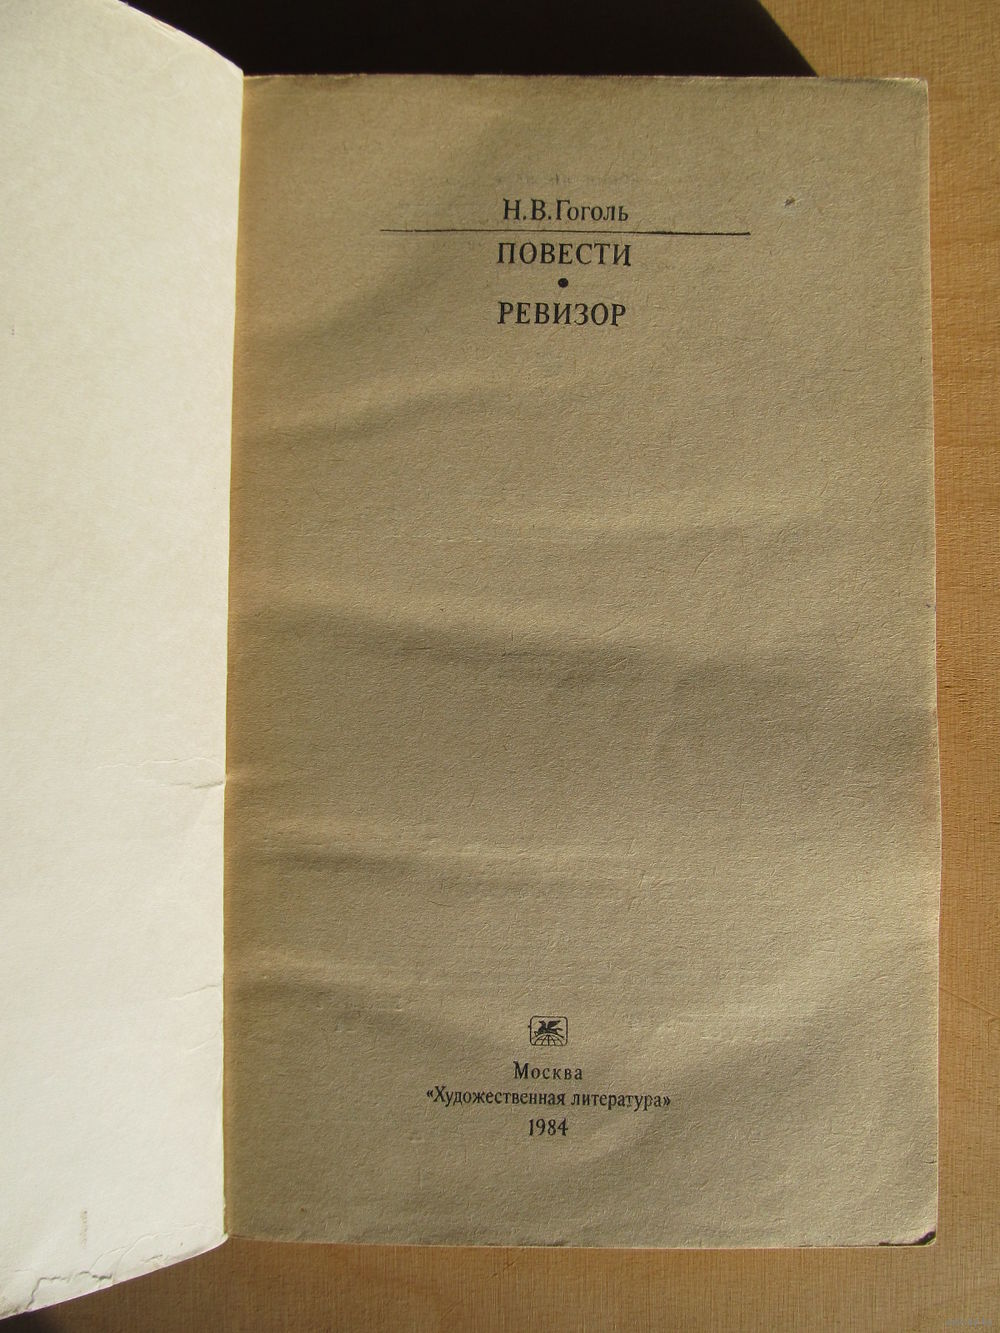 Н.В.Гоголь
ПОВЕСТИ
•
РЕВИЗОР
Москва
«Художественная литература»
1984